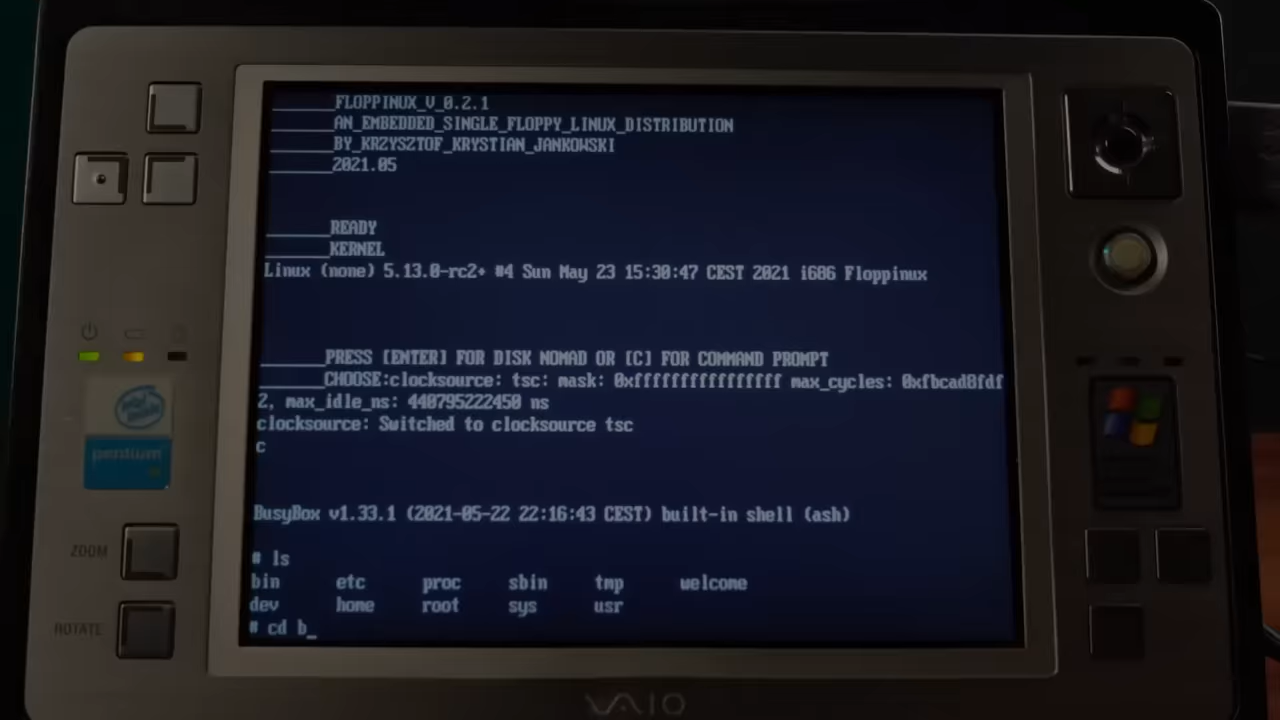 ______FLOPPINUX_V_0.2.1
______AN_EMBEDDED_SINGLE_FLOPPY_LINUX_DISTRIBUTION
______BY_KRZYSZTOF_KRYSTIAN_JANKOWSKI
______2021.05
______READY
______KERNEL
Linux (none) 5.13.0-rc2+ #4 Sun May 23 15:30:47 CEST 2021 i686 Floppinux
______PRESS [ENTER] FOR DISK NOMAD OR [C] FOR COMMAND PROMPT
______CHOOSE:clocksource: tsc: mask: 0xffffffffffffffff max_cycles: 0xfbcad8fdf
2, max_idle_ns: 440795222450 ns
clocksource: Switched to clocksource tsc
c
BusyBox v1.33.1 (2021-05-22 22:16:43 CEST) built-in shell (ash)
# ls
bin etc proc sbin tmp welcome
dev home root sys usr
# cd b_
pentium
ZOOM
ROTATE
VAIO